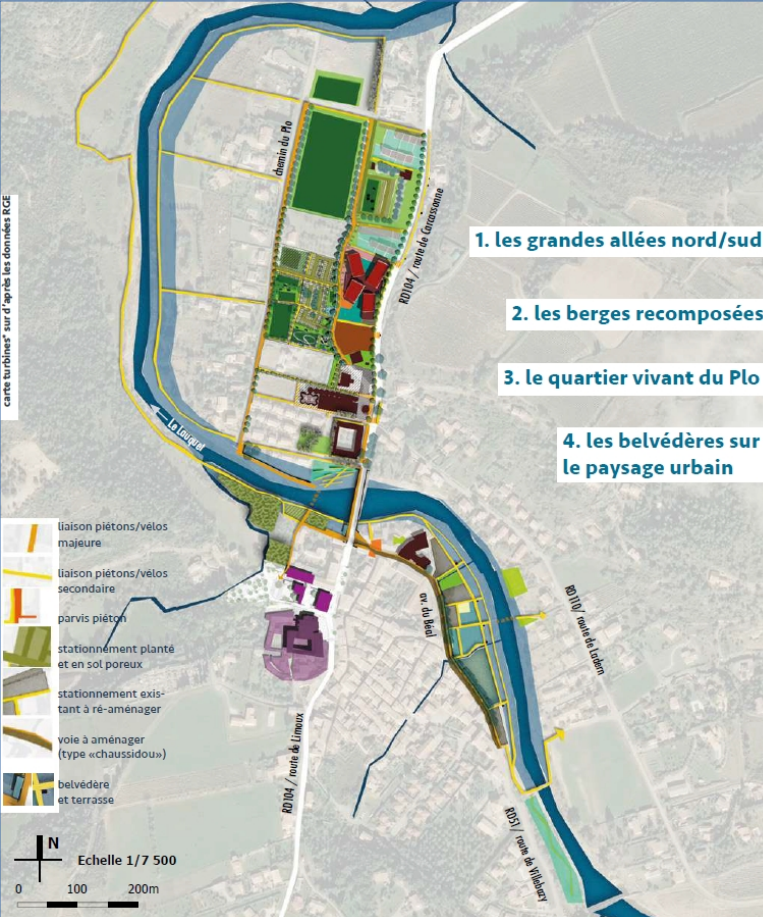 carte turbines* sur d'après les données RGE
chemin du Plo
RD104 / route de Carcassonne
1. les grandes allées nord/sud
2. les berges recomposées
3. le quartier vivant du Plo
4. les belvédères sur
le paysage urbain
Le Lauquet
liaison piétons/vélos
majeure
liaison piétons/vélos
secondaire
parvis piéton
stationnement planté
et en sol poreux
stationnement exis-
tant à ré-aménager
voie à aménager
(type «chaussidou»)
belvédère
et terrasse
av. du Béal
RD110/ route de Ladern
RD104 / route de Limoux
RD51/ route de Villebazy
N
Echelle 1/7 500
0 100 200m